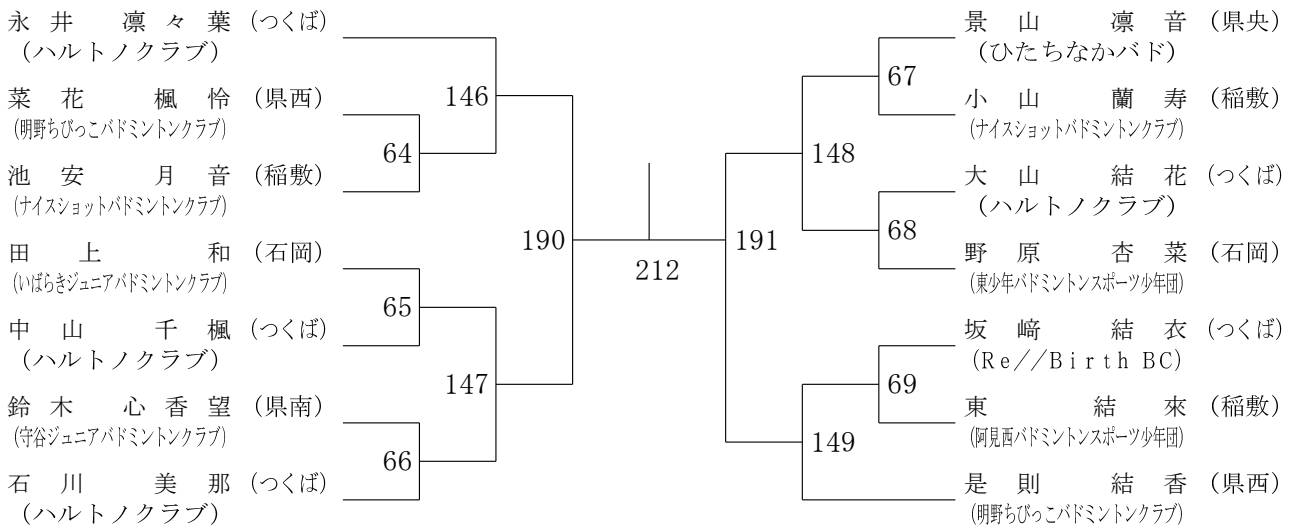 永井 凛々葉 (つくば)
(ハルトノクラブ)
菜花 楓怜 (県西)
(明野ちびっこバドミントンクラブ)
池安 月音 (稲敷)
(ナイスショットバドミントンクラブ)
田上 和 (石岡)
(いばらきジュニアバドミントンクラブ)
中山 千楓 (つくば)
(ハルトノクラブ)
鈴木 心香望 (県南)
(守谷ジュニアバドミントンクラブ)
石川 美那 (つくば)
(ハルトノクラブ)
146
64
65
147
66
190
212
191
148
67
68
69
149
景山 凛音 (県央)
(ひたちなかバド)
小山 蘭寿 (稲敷)
(ナイスショットバドミントンクラブ)
大山 結花 (つくば)
(ハルトノクラブ)
野原 杏菜 (石岡)
(東少年バドミントンスポーツ少年団)
坂﨑 結衣 (つくば)
(Re//Birth BC)
東 結來 (稲敷)
(阿見西バドミントンスポーツ少年団)
是則 結香 (県西)
(明野ちびっこバドミントンクラブ)